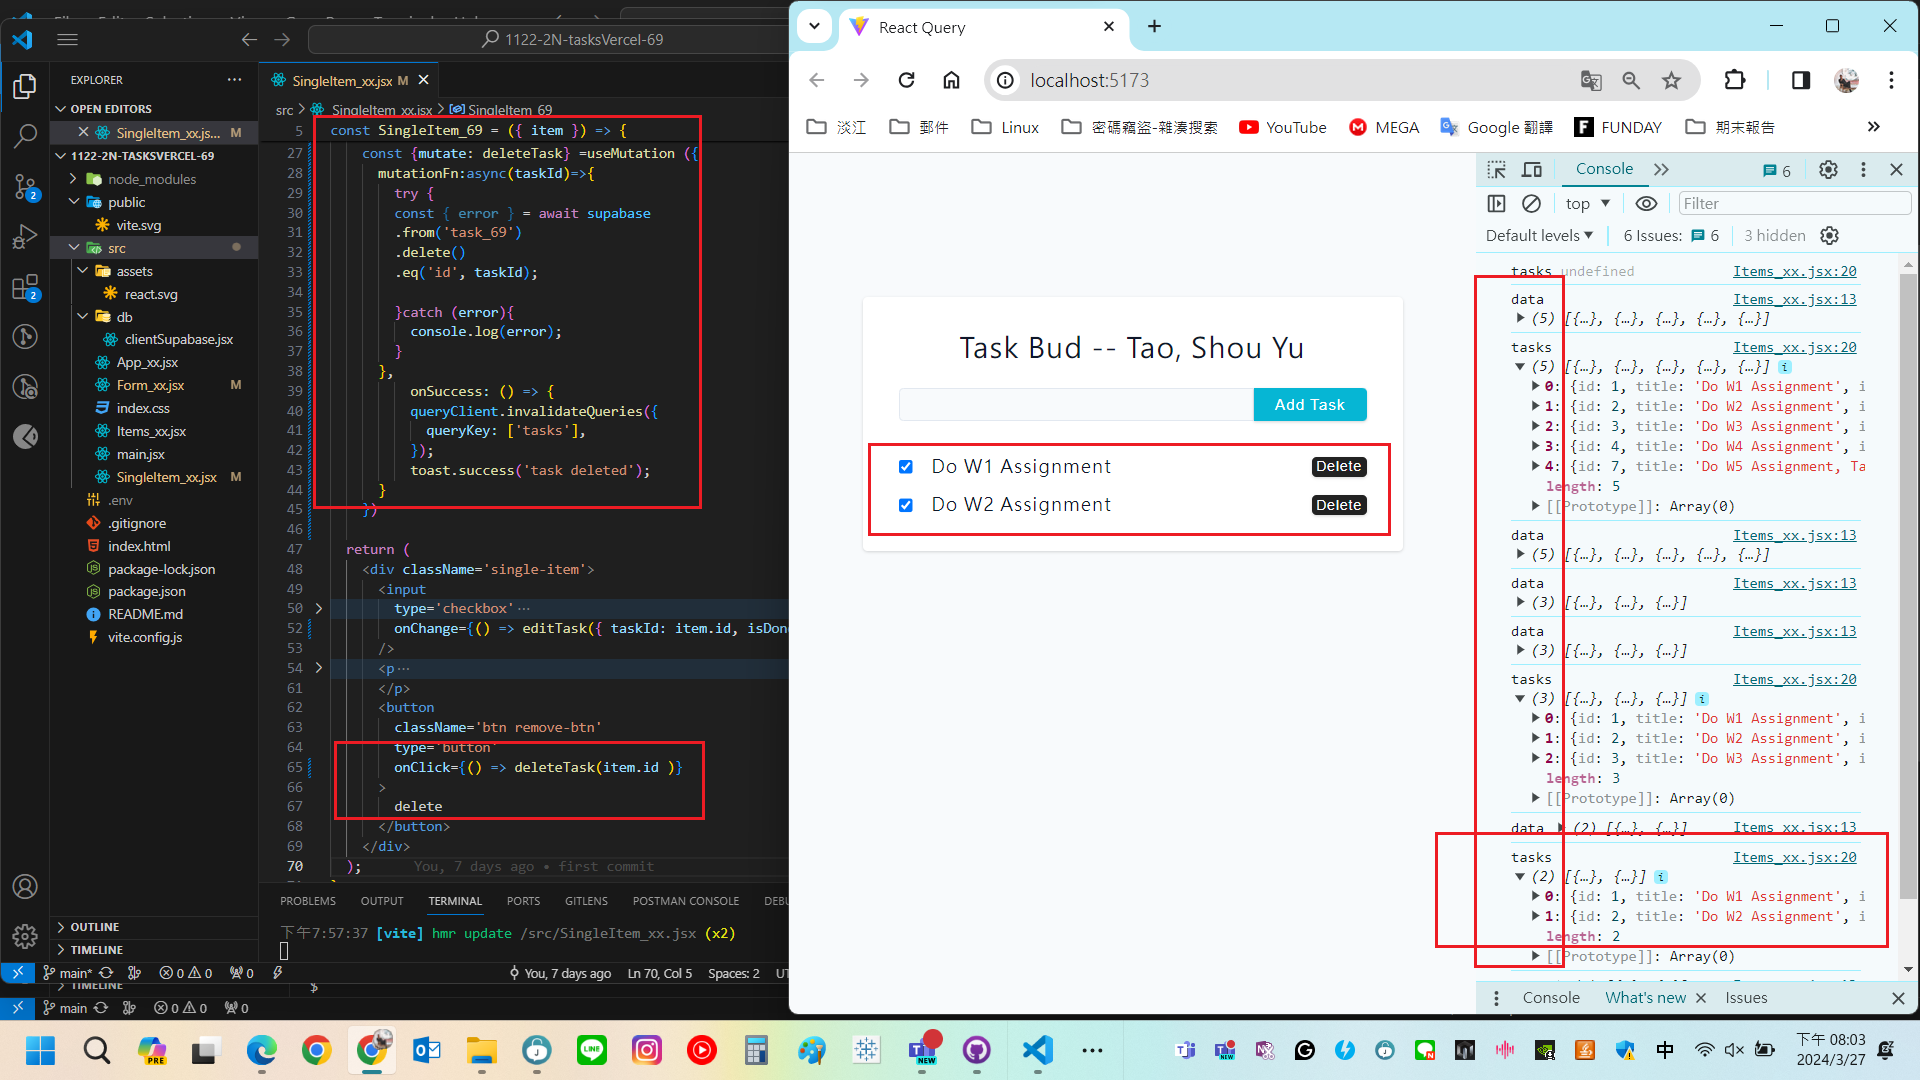 1122-2N-tasksVercel-69
EXPLORER
OPEN EDITORS
SingleItem_xx.js... M
1122-2N-TASKSVERCEL-69
node_modules
public
vite.svg
src
assets
react.svg
db
clientSupabase.jsx
App_xx.jsx
Form_xx.jsx M
index.css
Items_xx.jsx
main.jsx
SingleItem_xx.jsx M
.env
.gitignore
index.html
package-lock.json
package.json
README.md
vite.config.js
OUTLINE
TIMELINE
SingleItem_xx.jsx M
src > SingleItem_xx.jsx > SingleItem_69
5 const SingleItem_69 = ({ item }) => {
27 const {mutate: deleteTask} =useMutation ({
28 mutationFn:async(taskId)=>{
29 try {
30 const { error } = await supabase
31 .from('task_69')
32 .delete()
33 .eq('id', taskId);
34
35 }catch (error){
36 console.log(error);
37 }
38 },
39 onSuccess: () => {
40 queryClient.invalidateQueries({
41 queryKey: ['tasks'],
42 });
43 toast.success('task deleted');
44 }
45 })
46
47 return (
48 <div className='single-item'>
49 <input
50 type='checkbox' ...
52 onChange={() => editTask({ taskId: item.id, isDon
53 />
54 <p ...
61 </p>
62 <button
63 className='btn remove-btn'
64 type='button'
65 onClick={() => deleteTask(item.id )}
66 >
67 delete
68 </button>
69 </div>
70 ); You, 7 days ago • first commit
PROBLEMS OUTPUT TERMINAL PORTS GITLENS POSTMAN CONSOLE DEBU
下午7:57:37 [vite] hmr update /src/SingleItem_xx.jsx (x2)
main* 0 0 0 You, 7 days ago Ln 70, Col 5 Spaces: 2 UT
TIMELINE $
main 0 0 0
React Query
localhost:5173
淡江 郵件 Linux 密碼竊盜-雜湊搜索 YouTube MEGA Google 翻譯 FUNDAY 期末報告
Task Bud -- Tao, Shou Yu
Add Task
Do W1 Assignment Delete
Do W2 Assignment Delete
Console 6
top Filter
Default levels 6 Issues: 6 3 hidden
tasks undefined Items_xx.jsx:20
data Items_xx.jsx:13
(5) [{…}, {…}, {…}, {…}, {…}]
tasks Items_xx.jsx:20
(5) [{…}, {…}, {…}, {…}, {…}] i
0: {id: 1, title: 'Do W1 Assignment', i
1: {id: 2, title: 'Do W2 Assignment', i
2: {id: 3, title: 'Do W3 Assignment', i
3: {id: 4, title: 'Do W4 Assignment', i
4: {id: 7, title: 'Do W5 Assignment, Ta
length: 5
[[Prototype]]: Array(0)
data Items_xx.jsx:13
(5) [{…}, {…}, {…}, {…}, {…}]
data Items_xx.jsx:13
(3) [{…}, {…}, {…}]
data Items_xx.jsx:13
(3) [{…}, {…}, {…}]
tasks Items_xx.jsx:20
(3) [{…}, {…}, {…}] i
0: {id: 1, title: 'Do W1 Assignment', i
1: {id: 2, title: 'Do W2 Assignment', i
2: {id: 3, title: 'Do W3 Assignment', i
length: 3
[[Prototype]]: Array(0)
data (2) [{…}, {…}] Items_xx.jsx:13
tasks Items_xx.jsx:20
(2) [{…}, {…}] i
0: {id: 1, title: 'Do W1 Assignment', i
1: {id: 2, title: 'Do W2 Assignment', i
length: 2
[[Prototype]]: Array(0)
Console What's new Issues
中 下午 08:03
2024/3/27